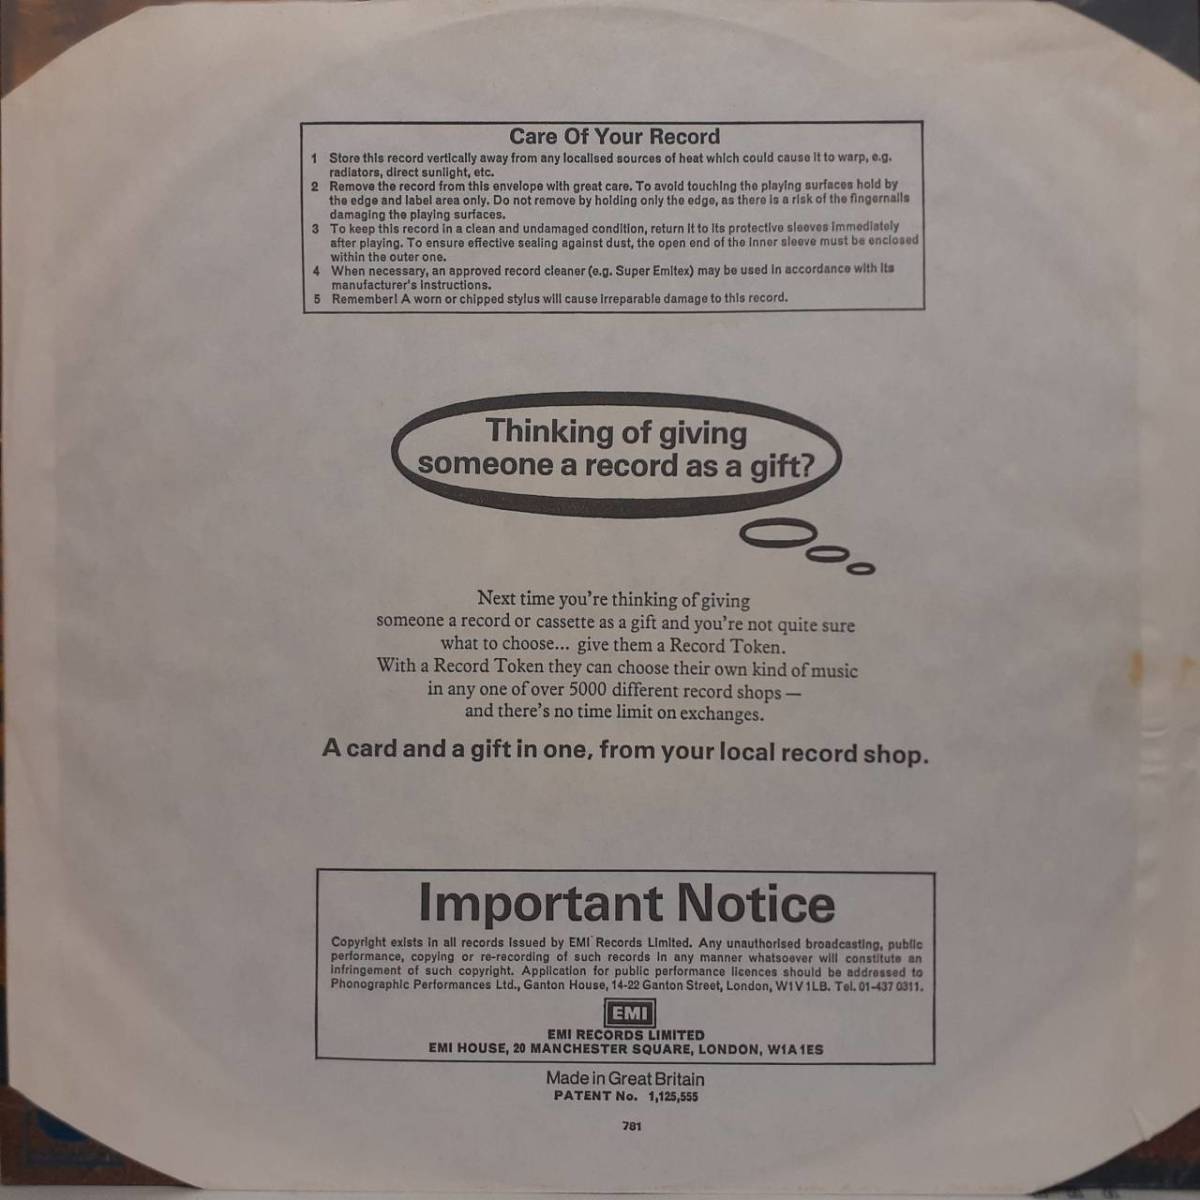 Care Of Your Record
1 Store this record vertically away from any localised sources of heat which could cause it to warp, e.g.
radiators, direct sunlight, etc.
2 Remove the record from this envelope with great care. To avoid touching the playing surfaces hold by
the edge and label area only. Do not remove by holding only the edge, as there is a risk of the fingernails
damaging the playing surfaces.
3 To keep this record in a clean and undamaged condition, return it to its protective sleeves immediately
after playing. To ensure effective sealing against dust, the open end of the inner sleeve must be enclosed
within the outer one.
4 When necessary, an approved record cleaner (e.g. Super Emitex) may be used in accordance with its
manufacturer's instructions.
5 Remember! A worn or chipped stylus will cause irreparable damage to this record.
Thinking of giving
someone a record as a gift?
Next time you're thinking of giving
someone a record or cassette as a gift and you're not quite sure
what to choose... give them a Record Token.
With a Record Token they can choose their own kind of music
in any one of over 5000 different record shops —
and there's no time limit on exchanges.
A card and a gift in one, from your local record shop.
Important Notice
Copyright exists in all records issued by EMI Records Limited. Any unauthorised broadcasting, public
performance, copying or re-recording of such records in any manner whatsoever will constitute an
infringement of such copyright. Application for public performance licences should be addressed to
Phonographic Performances Ltd., Ganton House, 14-22 Ganton Street, London, W1V 1LB. Tel. 01-437 0311.
EMI
EMI RECORDS LIMITED
EMI HOUSE, 20 MANCHESTER SQUARE, LONDON, W1A 1ES
Made in Great Britain
PATENT No. 1,125,555
781